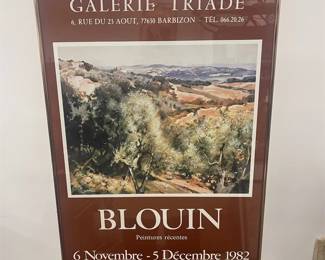 GALERIE TRIADE
6, RUE DU 23 AOUT, 77630 BARBIZON - TÉL. 066.20.26
BLOUIN
Peintures récentes
6 Novembre - 5 Décembre 1982